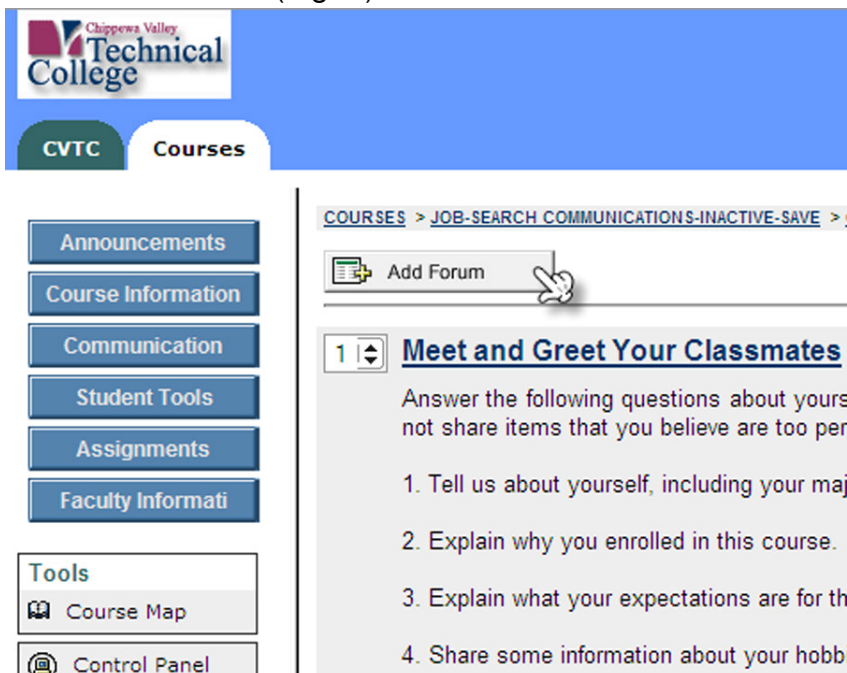 Chippewa Valley
Technical
College
CVTC
Courses
Announcements
Course Information
Communication
Student Tools
Assignments
Faculty Informati
Tools
Course Map
Control Panel
COURSES > JOB-SEARCH COMMUNICATIONS-INACTIVE-SAVE >
Add Forum
1 Meet and Greet Your Classmates
Answer the following questions about yours
not share items that you believe are too per
1. Tell us about yourself, including your maj
2. Explain why you enrolled in this course.
3. Explain what your expectations are for th
4. Share some information about your hobb